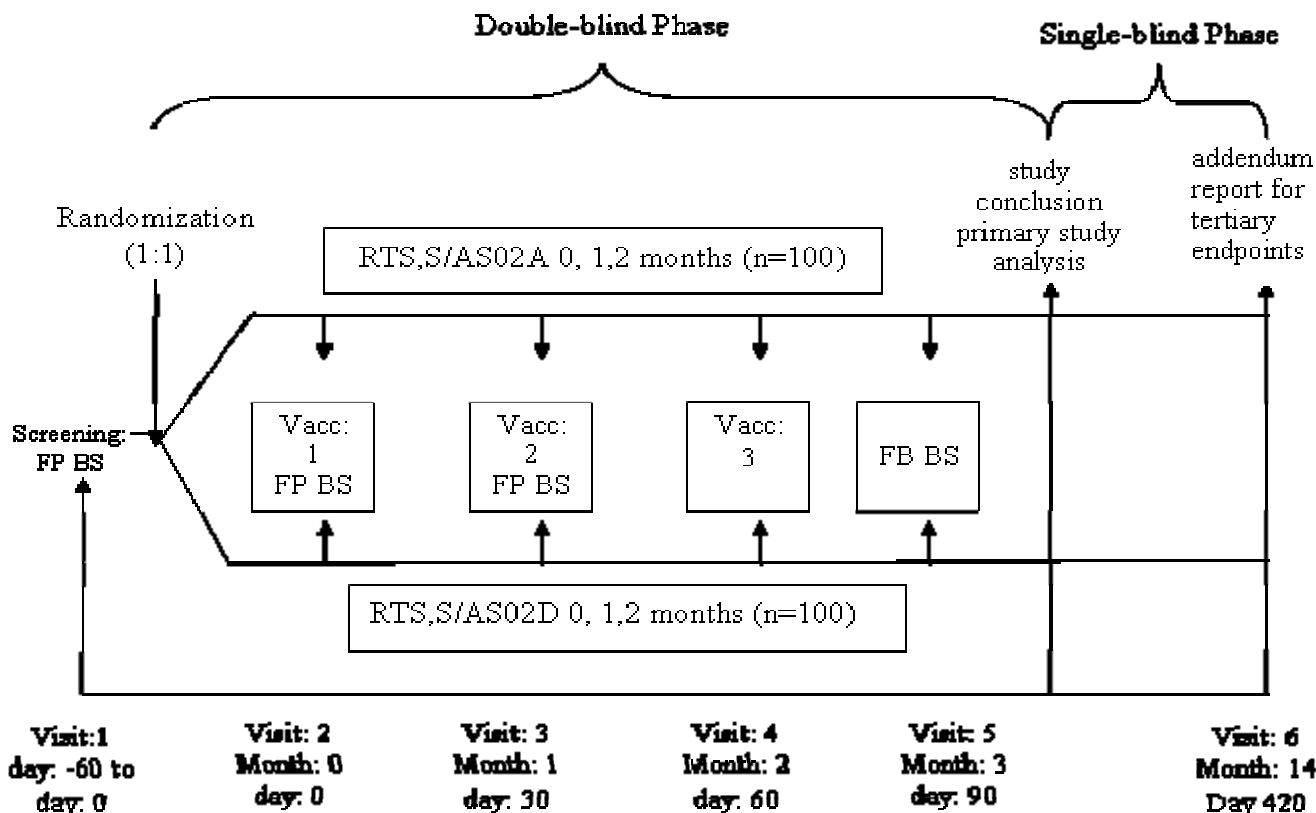 Double-blind Phase
Single-blind Phase
Randomization
(1:1)
RTS,S/AS02A 0, 1,2 months (n=100)
study
conclusion
primary study
analysis
addendum
report for
tertiary
endpoints
Screening:
FP BS
Vacc:
1
FP BS
Vacc:
2
FP BS
Vacc:
3
FB BS
RTS,S/AS02D 0, 1,2 months (n=100)
Visit:1
day: -60 to
day: 0
Visit: 2
Month: 0
day: 0
Visit: 3
Month: 1
day: 30
Visit: 4
Month: 2
day: 60
Visit: 5
Month: 3
day: 90
Visit: 6
Month: 14
Day 420